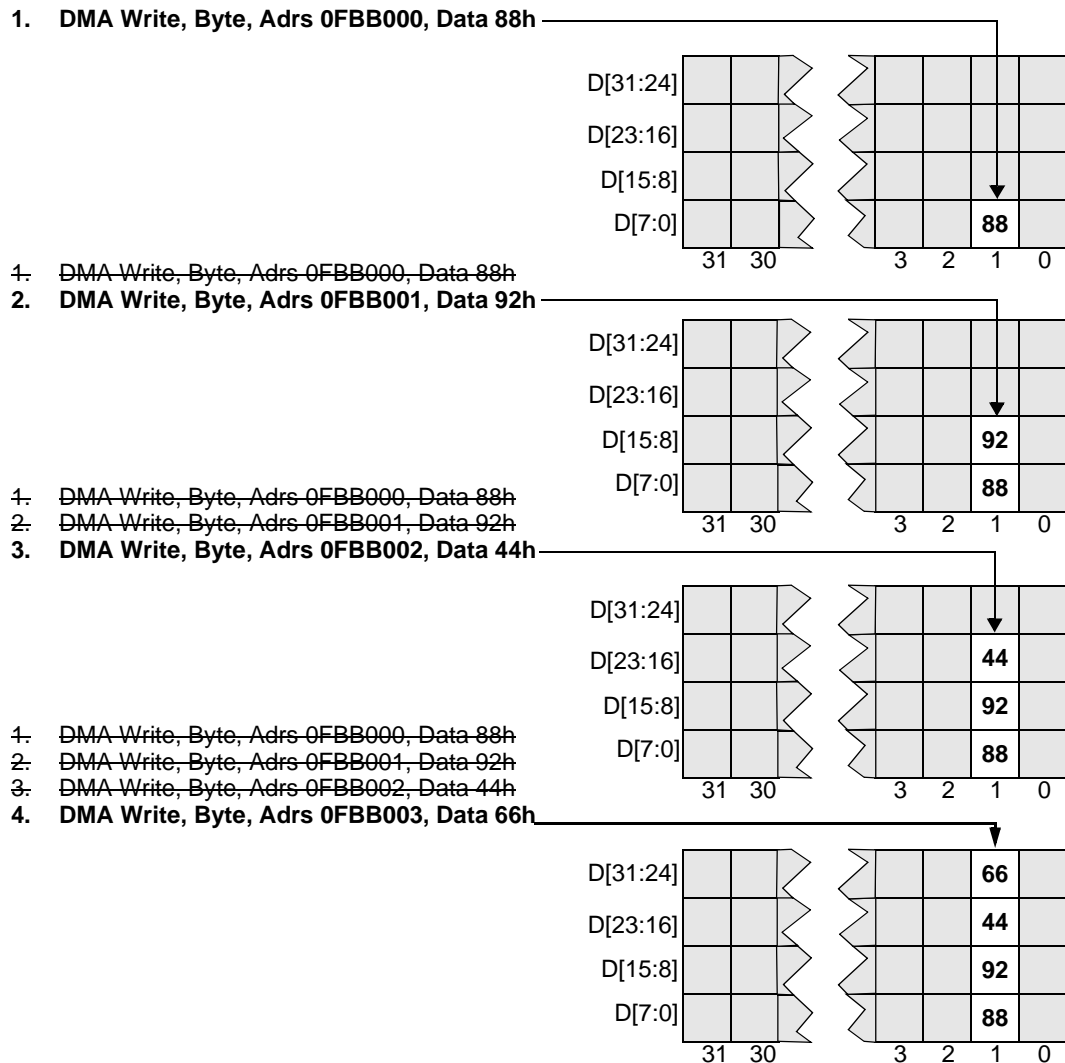 1. DMA Write, Byte, Adrs 0FBB000, Data 88h
D[31:24]
D[23:16]
D[15:8]
D[7:0] 88
31 30 3 2 1 0
1. DMA Write, Byte, Adrs 0FBB000, Data 88h
2. DMA Write, Byte, Adrs 0FBB001, Data 92h
D[31:24]
D[23:16]
D[15:8] 92
D[7:0] 88
31 30 3 2 1 0
1. DMA Write, Byte, Adrs 0FBB000, Data 88h
2. DMA Write, Byte, Adrs 0FBB001, Data 92h
3. DMA Write, Byte, Adrs 0FBB002, Data 44h
D[31:24]
D[23:16] 44
D[15:8] 92
D[7:0] 88
31 30 3 2 1 0
1. DMA Write, Byte, Adrs 0FBB000, Data 88h
2. DMA Write, Byte, Adrs 0FBB001, Data 92h
3. DMA Write, Byte, Adrs 0FBB002, Data 44h
4. DMA Write, Byte, Adrs 0FBB003, Data 66h
D[31:24] 66
D[23:16] 44
D[15:8] 92
D[7:0] 88
31 30 3 2 1 0